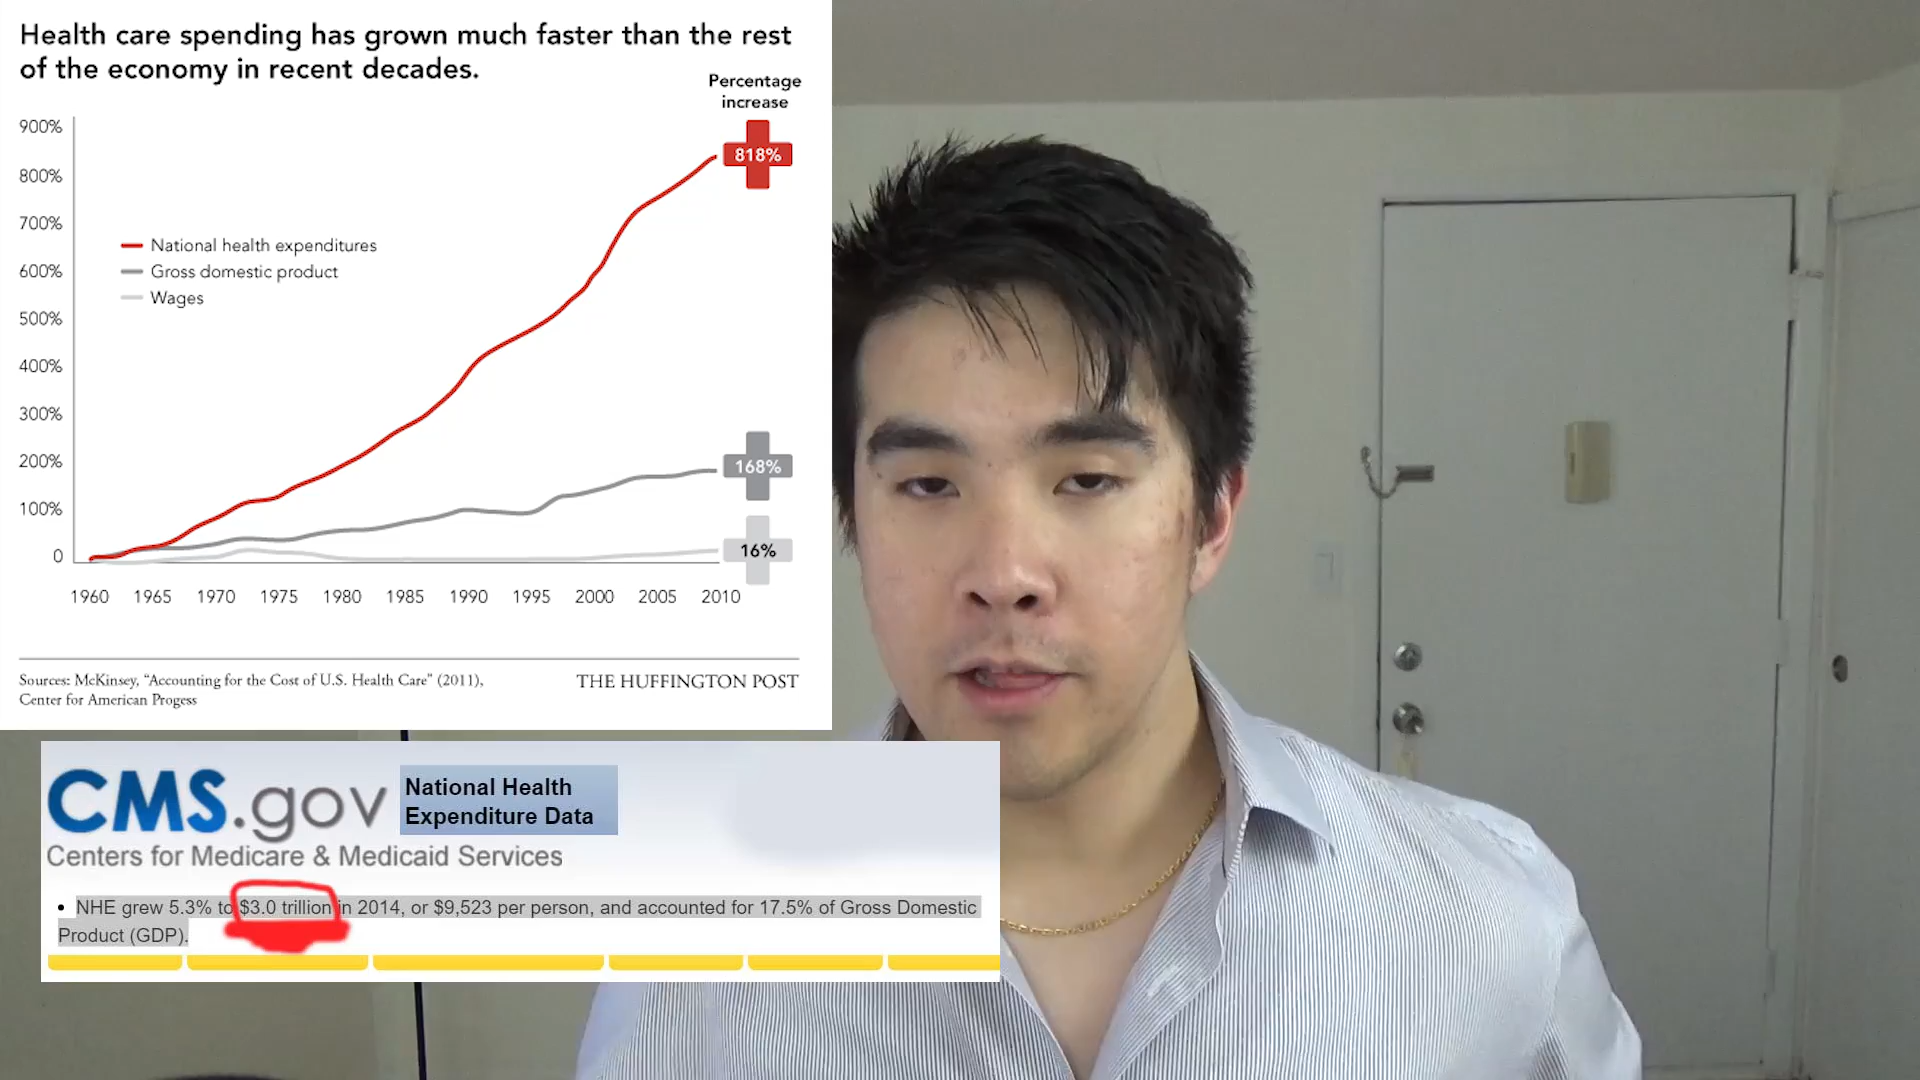 Health care spending has grown much faster than the rest
of the economy in recent decades.
Percentage
increase
900%
800%
700%
600%
500%
400%
300%
200%
100%
0
818%
168%
16%
National health expenditures
Gross domestic product
Wages
1960 1965 1970 1975 1980 1985 1990 1995 2000 2005 2010
Sources: McKinsey, “Accounting for the Cost of U.S. Health Care” (2011),
Center for American Progess
THE HUFFINGTON POST
CMS.gov
National Health
Expenditure Data
Centers for Medicare & Medicaid Services
• NHE grew 5.3% to $3.0 trillion in 2014, or $9,523 per person, and accounted for 17.5% of Gross Domestic
Product (GDP).